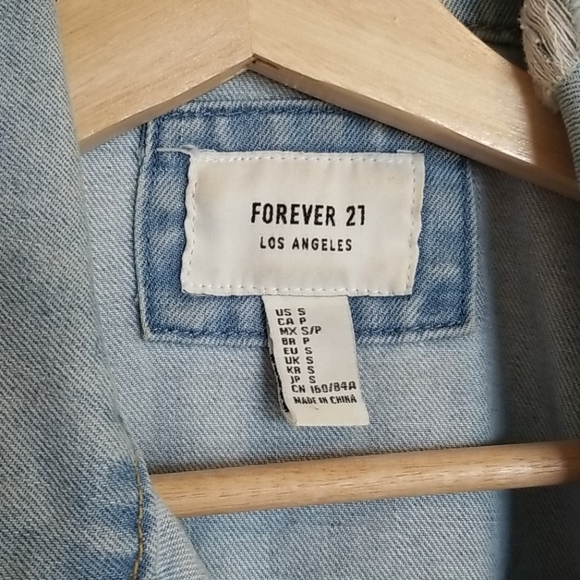 FOREVER 21
LOS ANGELES
US S
CA P
MX S/P
BR P
EU S
UK S
KR S
JP S
CN 160/84A
MADE IN CHINA